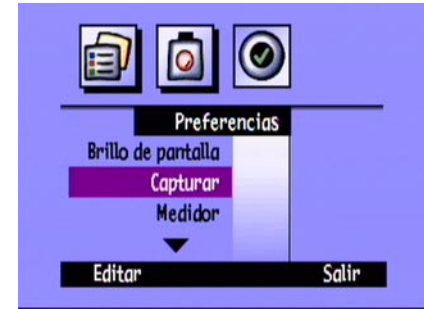 Preferencias
Brillo de pantalla
Capturar
Medidor
Editar Salir